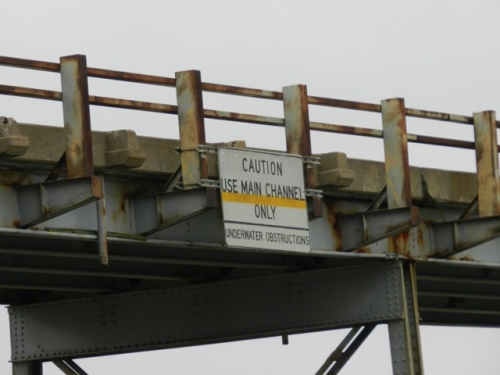 CAUTION
USE MAIN CHANNEL
ONLY
UNDERWATER OBSTRUCTIONS